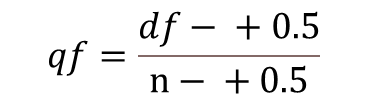 qf = df − + 0.5 / n − + 0.5